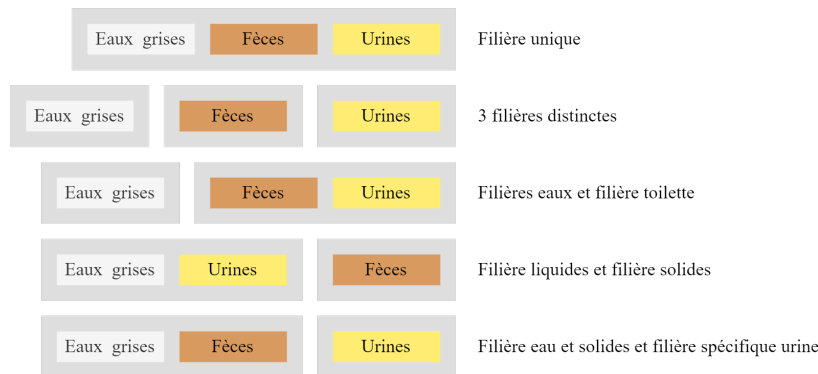 Eaux grises Fèces Urines Filière unique
Eaux grises Fèces Urines 3 filières distinctes
Eaux grises Fèces Urines Filières eaux et filière toilette
Eaux grises Urines Fèces Filière liquides et filière solides
Eaux grises Fèces Urines Filière eau et solides et filière spécifique urine